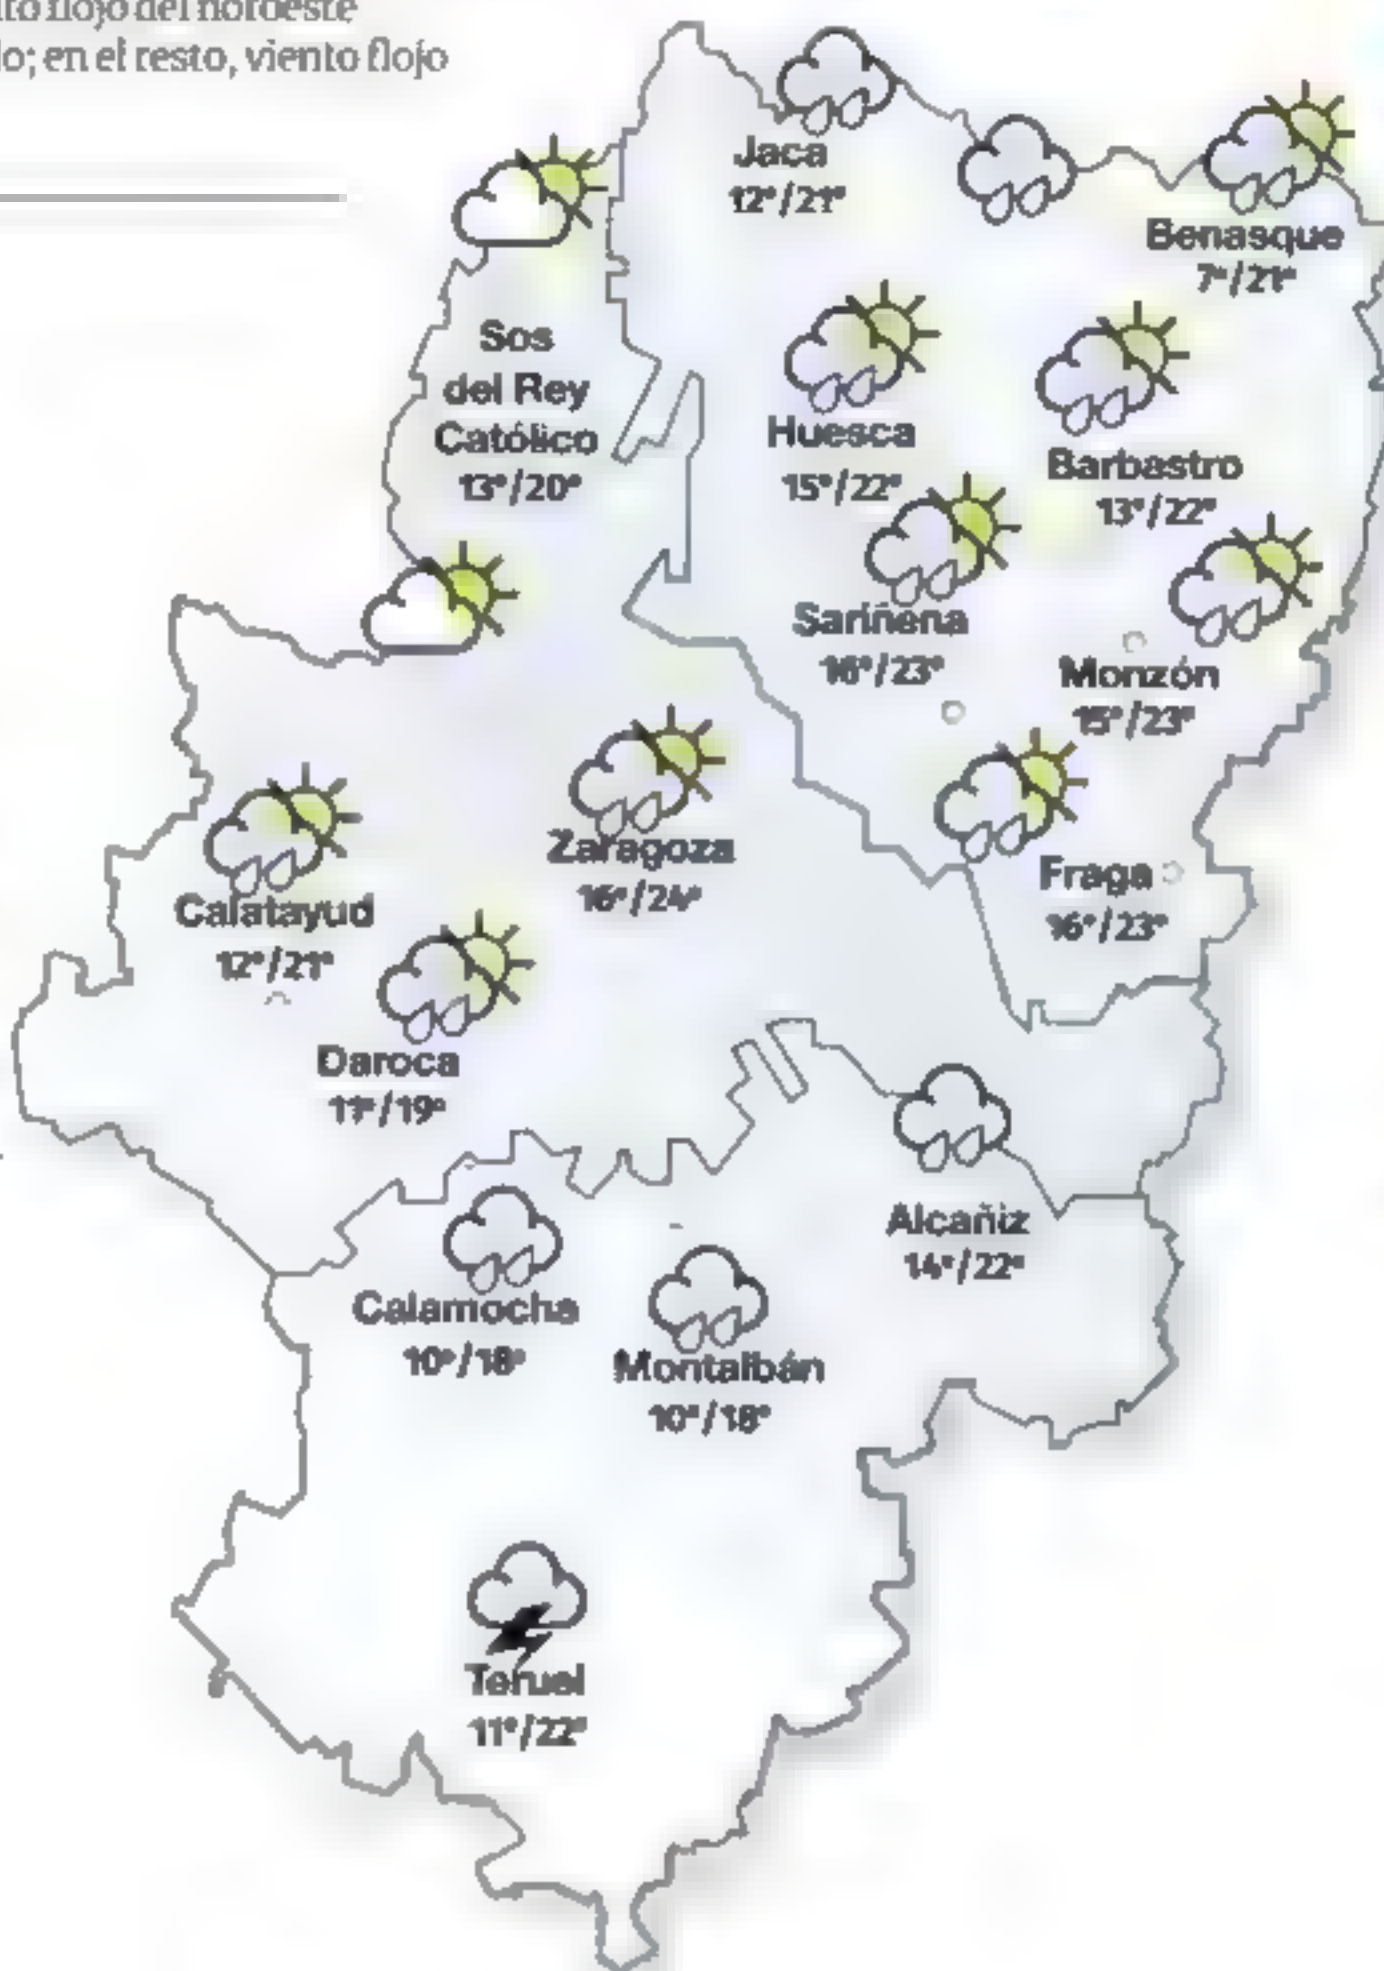 flojo del noroeste
en el resto, viento flojo
Jaca
12°/21°
Benasque
7°/21°
Sos
del Rey
Católico
13°/20°
Huesca
15°/22°
Barbastro
13°/22°
Sariñena
16°/23°
Monzón
15°/23°
Zaragoza
16°/24°
Fraga
16°/23°
Calatayud
12°/21°
Daroca
11°/19°
Alcañiz
14°/22°
Calamocha
10°/18°
Montalbán
10°/18°
Teruel
11°/22°